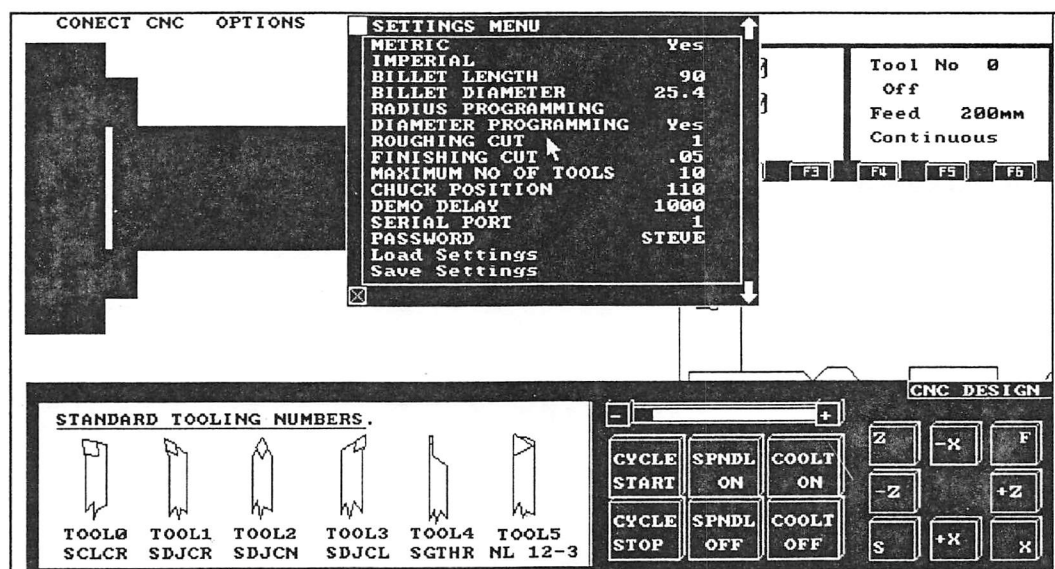 CONECT CNC OPTIONS
SETTINGS MENU
METRIC Yes
IMPERIAL
BILLET LENGTH 90
BILLET DIAMETER 25.4
RADIUS PROGRAMMING
DIAMETER PROGRAMMING Yes
ROUGHING CUT 1
FINISHING CUT .05
MAXIMUM NO OF TOOLS 10
CHUCK POSITION 110
DEMO DELAY 1000
SERIAL PORT 1
PASSWORD STEVE
Load Settings
Save Settings
Tool No 0
Off
Feed 200MM
Continuous
F3 F4 F5 F6
CNC DESIGN
STANDARD TOOLING NUMBERS.
TOOL0 TOOL1 TOOL2 TOOL3 TOOL4 TOOL5
SCLCR SDJCR SDJCN SDJCL SGTHR NL 12-3
- +
CYCLE START SPNDL ON COOLT ON
CYCLE STOP SPNDL OFF COOLT OFF
Z -X F
-Z +Z
S +X X